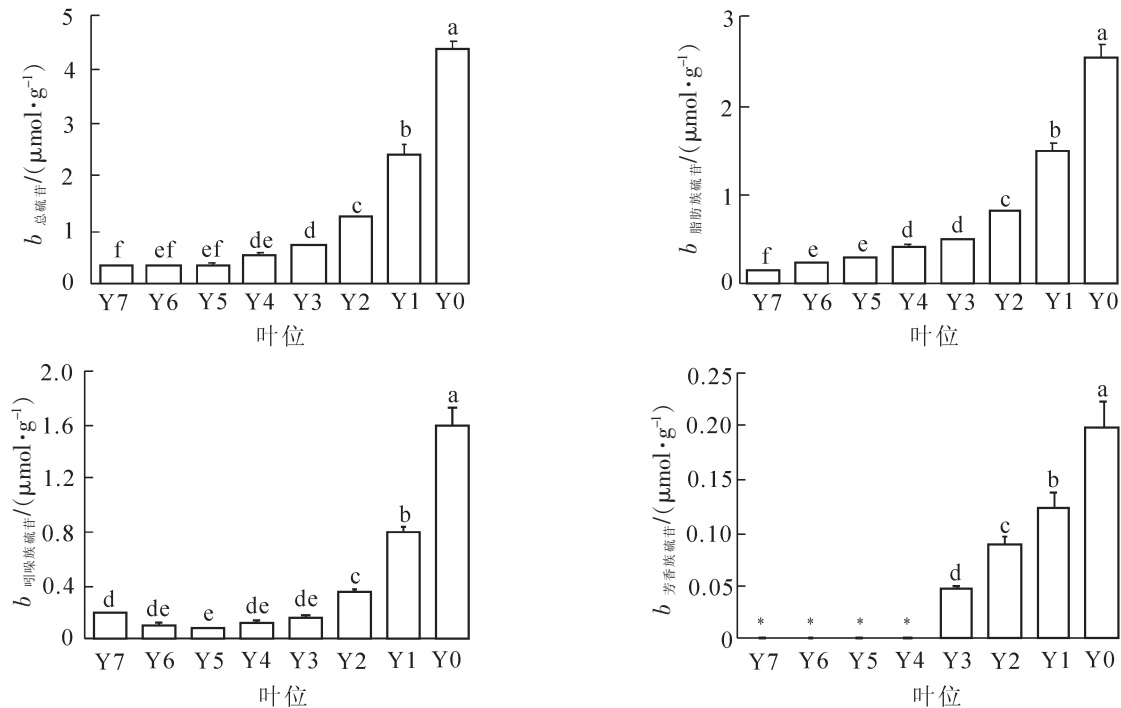 b 总硫苷/(μmol·g⁻¹)
5
4
3
2
1
0
a
b
c
d
de
ef
ef
f
Y7 Y6 Y5 Y4 Y3 Y2 Y1 Y0
叶位
b 脂肪族硫苷/(μmol·g⁻¹)
3
2
1
0
a
b
c
d
d
e
e
f
Y7 Y6 Y5 Y4 Y3 Y2 Y1 Y0
叶位
b 吲哚族硫苷/(μmol·g⁻¹)
2.0
1.6
1.2
0.8
0.4
0
a
b
c
d de e de de
Y7 Y6 Y5 Y4 Y3 Y2 Y1 Y0
叶位
b 芳香族硫苷/(μmol·g⁻¹)
0.25
0.20
0.15
0.10
0.05
0
a
b
c
d
* * * *
Y7 Y6 Y5 Y4 Y3 Y2 Y1 Y0
叶位